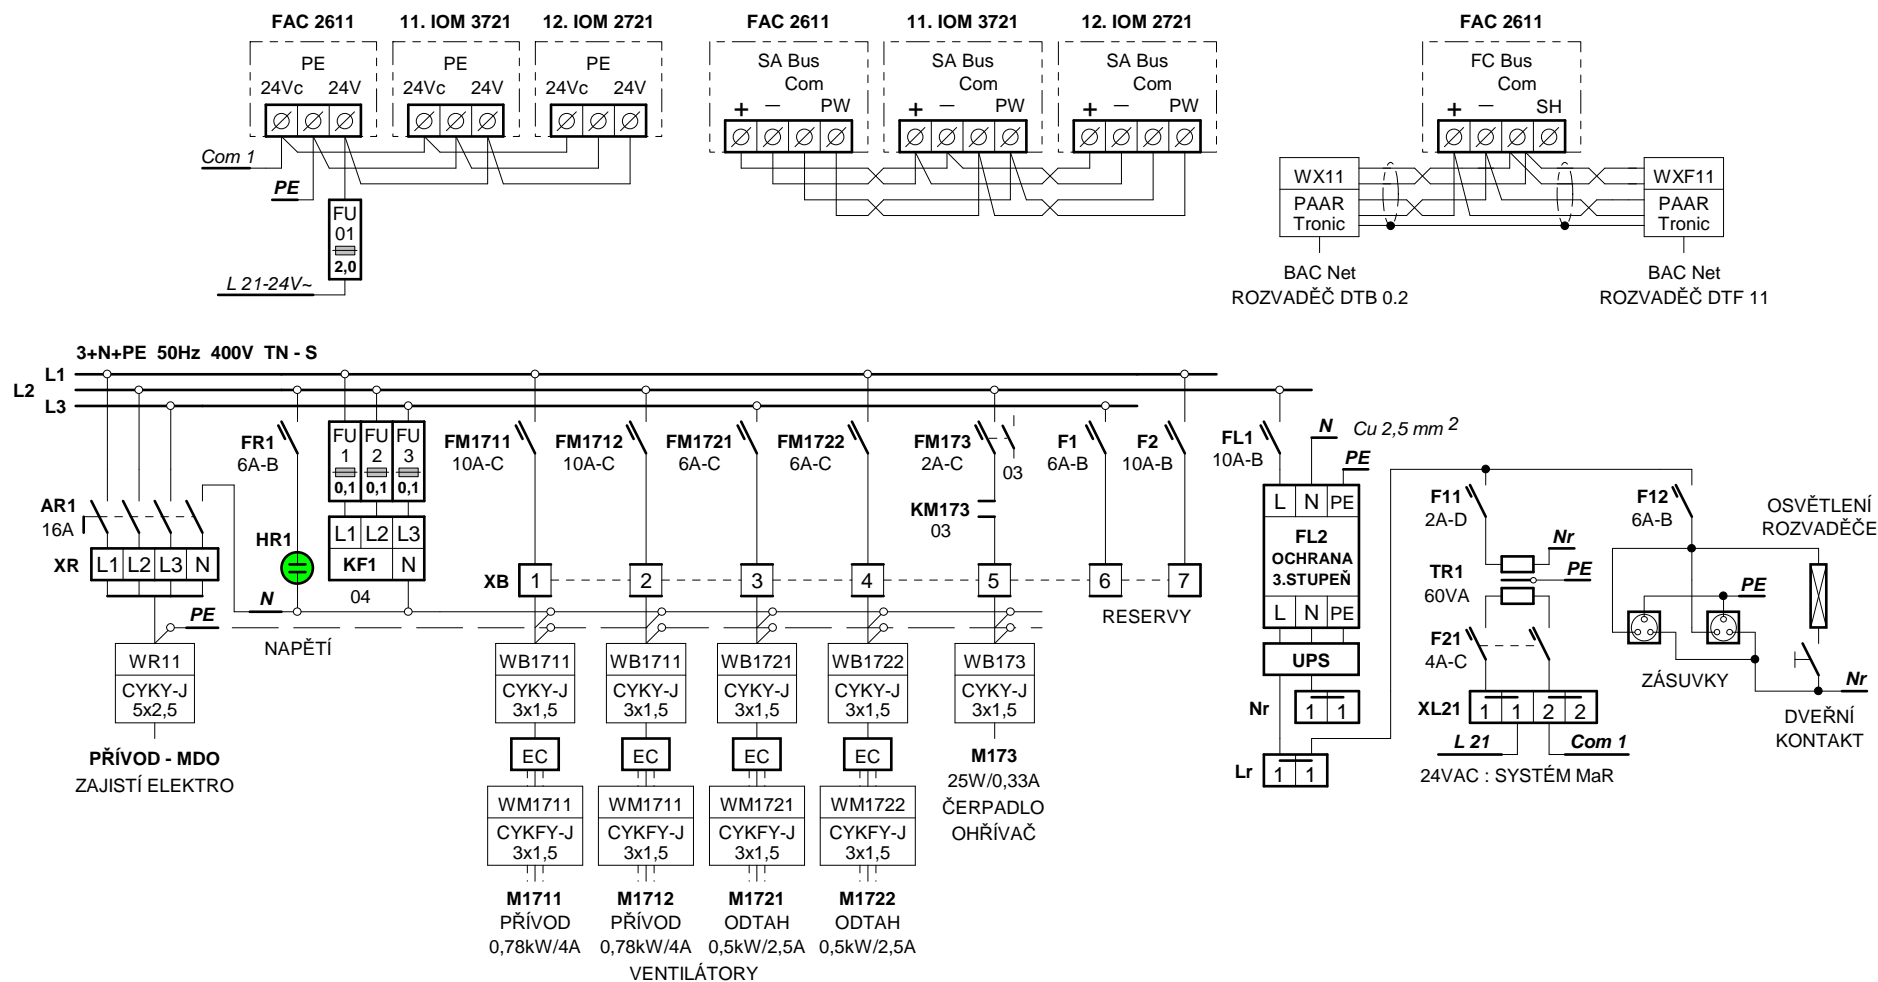 FAC 2611 11. IOM 3721 12. IOM 2721 FAC 2611 11. IOM 3721 12. IOM 2721 FAC 2611
PE PE PE SA Bus SA Bus SA Bus FC Bus
Com Com Com Com
24Vc 24V 24Vc 24V 24Vc 24V + — PW + — PW + — PW + — SH
Com 1
PE
FU
01
2,0
L 21-24V~
WX11 WXF11
PAAR PAAR
Tronic Tronic
BAC Net BAC Net
ROZVADĚČ DTB 0.2 ROZVADĚČ DTF 11
3+N+PE 50Hz 400V TN - S
L1
L2
L3
FR1
6A-B
FU FU FU
1 2 3
0,1 0,1 0,1
FM1711 FM1712 FM1721 FM1722 FM173 F1 F2 FL1
10A-C 10A-C 6A-C 6A-C 2A-C 6A-B 10A-B 10A-B
03
N Cu 2,5 mm 2
PE
AR1
16A
XR L1 L2 L3 N
HR1
L1 L2 L3
KF1 N
04
KM173
03
XB 1 2 3 4 5 6 7
RESERVY
N
PE
NAPĚTÍ
L N PE
FL2
OCHRANA
3.STUPEŇ
L N PE
UPS
Nr 1 1
Lr 1 1
F11
2A-D
F12
6A-B
OSVĚTLENÍ
ROZVADĚČE
Nr
PE
TR1
60VA
PE
F21
4A-C
XL21 1 1 2 2
L 21 Com 1
24VAC : SYSTÉM MaR
ZÁSUVKY
Nr
DVEŘNÍ
KONTAKT
WR11
CYKY-J
5x2,5
PŘÍVOD - MDO
ZAJISTÍ ELEKTRO
WB1711 WB1711 WB1721 WB1722 WB173
CYKY-J CYKY-J CYKY-J CYKY-J CYKY-J
3x1,5 3x1,5 3x1,5 3x1,5 3x1,5
EC EC EC EC
M173
25W/0,33A
ČERPADLO
OHŘÍVAČ
WM1711 WM1711 WM1721 WM1722
CYKFY-J CYKFY-J CYKFY-J CYKFY-J
3x1,5 3x1,5 3x1,5 3x1,5
M1711 M1712 M1721 M1722
PŘÍVOD PŘÍVOD ODTAH ODTAH
0,78kW/4A 0,78kW/4A 0,5kW/2,5A 0,5kW/2,5A
VENTILÁTORY